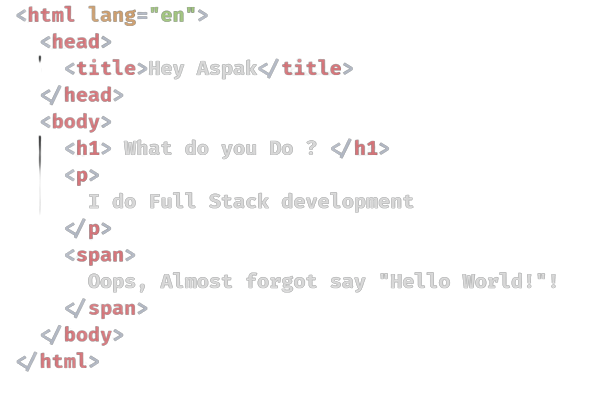 <html lang="en">
<head>
<title>Hey Aspak</title>
</head>
<body>
<h1> What do you Do ? </h1>
<p>
I do Full Stack development
</p>
<span>
Oops, Almost forgot say "Hello World!"!
</span>
</body>
</html>